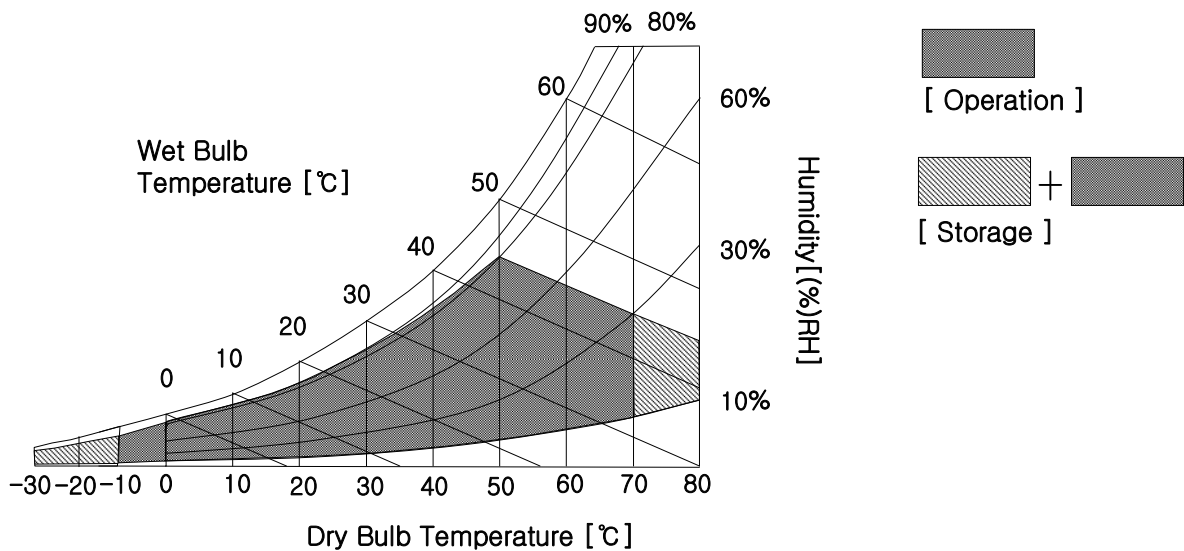 90% 80%
60
60%
[ Operation ]
Wet Bulb
Temperature [℃]
50
40
30%
30
20
10
0
Humidity[(%)RH]
+
[ Storage ]
10%
-30 -20 -10 0 10 20 30 40 50 60 70 80
Dry Bulb Temperature [℃]